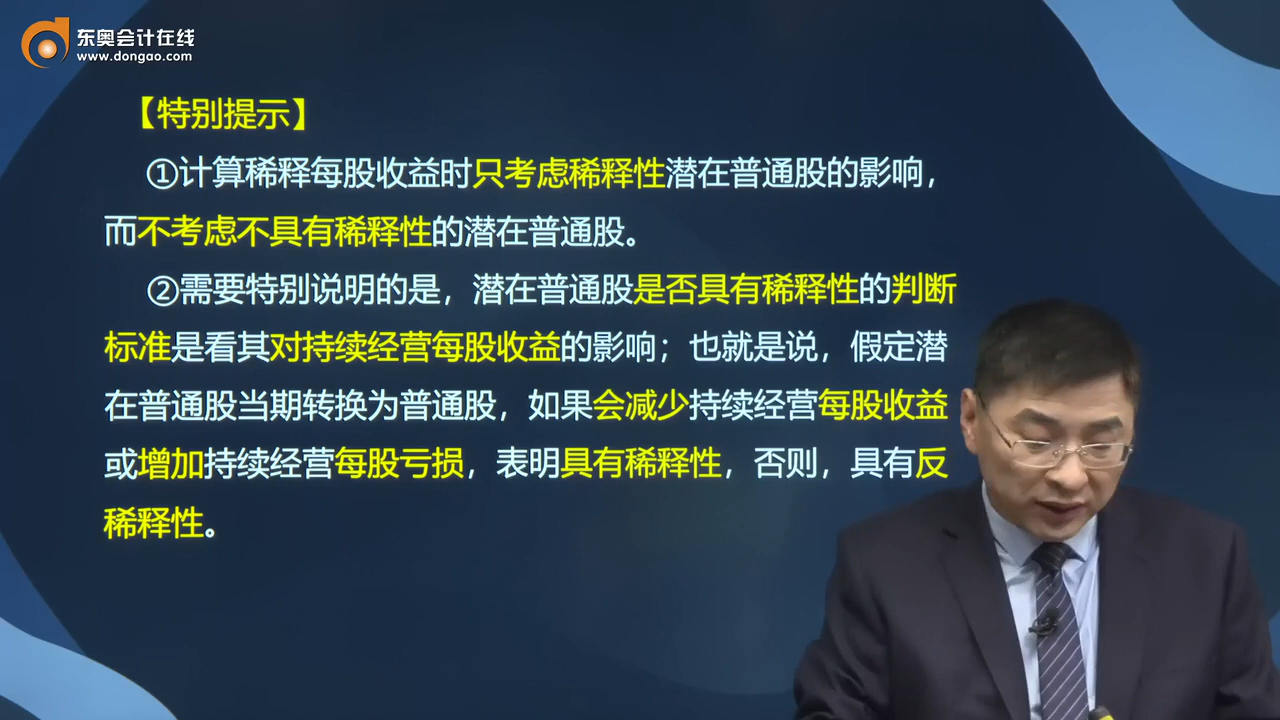 东奥会计在线
www.dongao.com
【特别提示】
①计算稀释每股收益时只考虑稀释性潜在普通股的影响，
而不考虑不具有稀释性的潜在普通股。
②需要特别说明的是，潜在普通股是否具有稀释性的判断
标准是看其对持续经营每股收益的影响；也就是说，假定潜
在普通股当期转换为普通股，如果会减少持续经营每股收益
或增加持续经营每股亏损，表明具有稀释性，否则，具有反
稀释性。